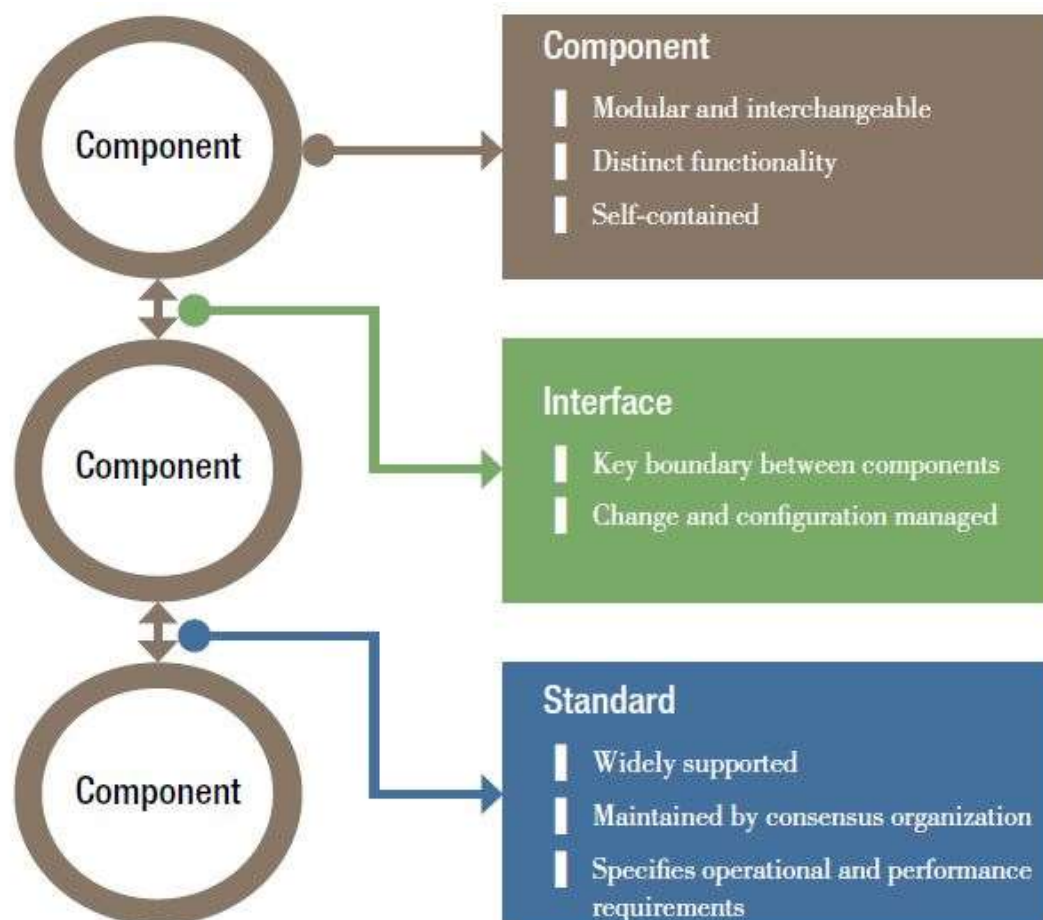 Component
Component
Modular and interchangeable
Distinct functionality
Self-contained
Component
Interface
Key boundary between components
Change and configuration managed
Component
Standard
Widely supported
Maintained by consensus organization
Specifies operational and performance
requirements